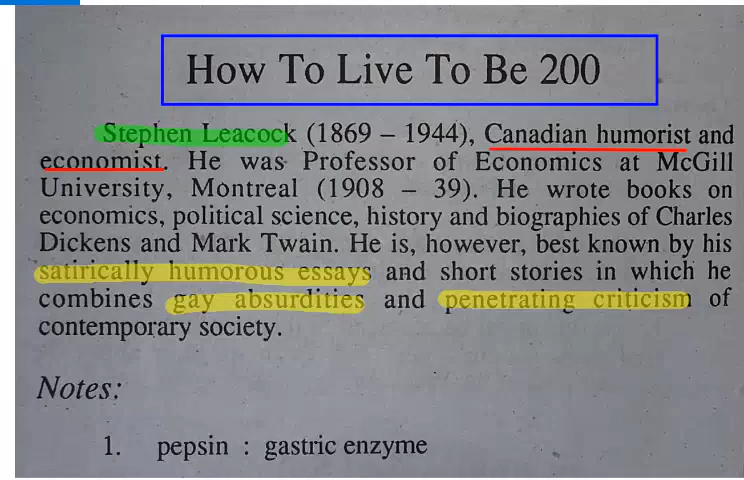 How To Live To Be 200
Stephen Leacock (1869 – 1944), Canadian humorist and
economist. He was Professor of Economics at McGill
University, Montreal (1908 – 39). He wrote books on
economics, political science, history and biographies of Charles
Dickens and Mark Twain. He is, however, best known by his
satirically humorous essays and short stories in which he
combines gay absurdities and penetrating criticism of
contemporary society.
Notes:
1. pepsin : gastric enzyme